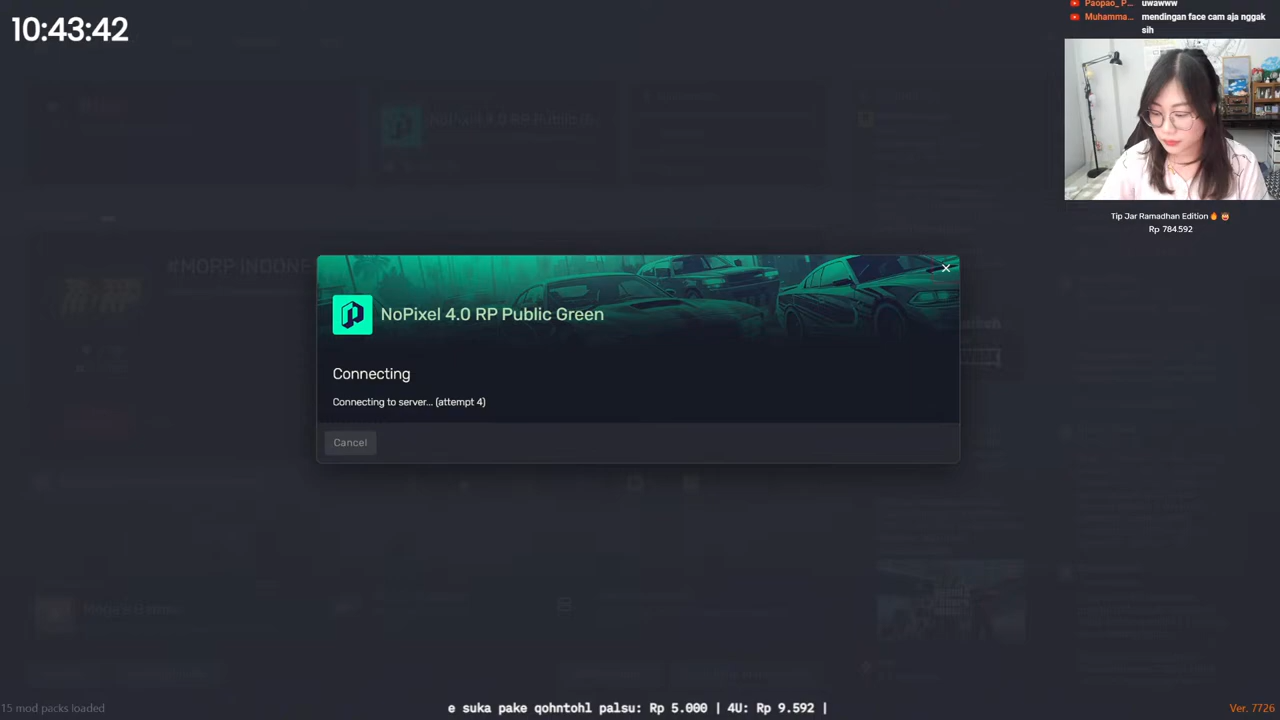 10:43:42
Paopao_ P... uwawww
Muhamma... mendingan face cam aja nggak
sih
Tip Jar Ramadhan Edition
Rp 784.592
NoPixel 4.0 RP Public Green
Connecting
Connecting to server... (attempt 4)
Cancel
15 mod packs loaded
e suka pake qohntohl palsu: Rp 5.000 | 4U: Rp 9.592 |
Ver. 7726